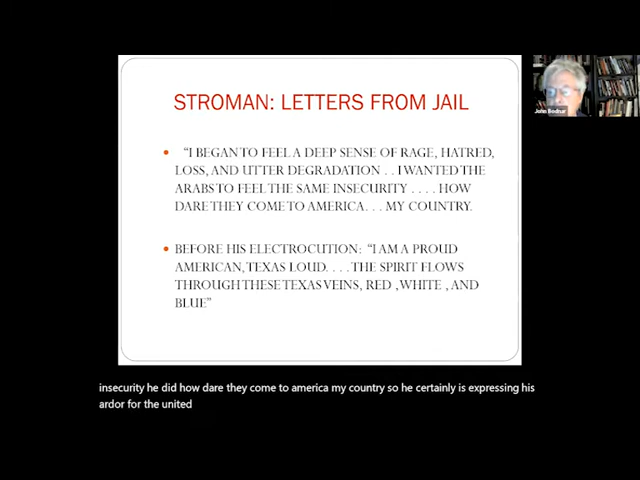 STROMAN: LETTERS FROM JAIL
John Bodnar
• "I BEGAN TO FEEL A DEEP SENSE OF RAGE, HATRED,
LOSS, AND UTTER DEGRADATION . . I WANTED THE
ARABS TO FEEL THE SAME INSECURITY . . . . HOW
DARE THEY COME TO AMERICA. . . MY COUNTRY.
• BEFORE HIS ELECTROCUTION: "I AM A PROUD
AMERICAN, TEXAS LOUD. . . . THE SPIRIT FLOWS
THROUGH THESE TEXAS VEINS, RED ,WHITE , AND
BLUE"
insecurity he did how dare they come to america my country so he certainly is expressing his
ardor for the united